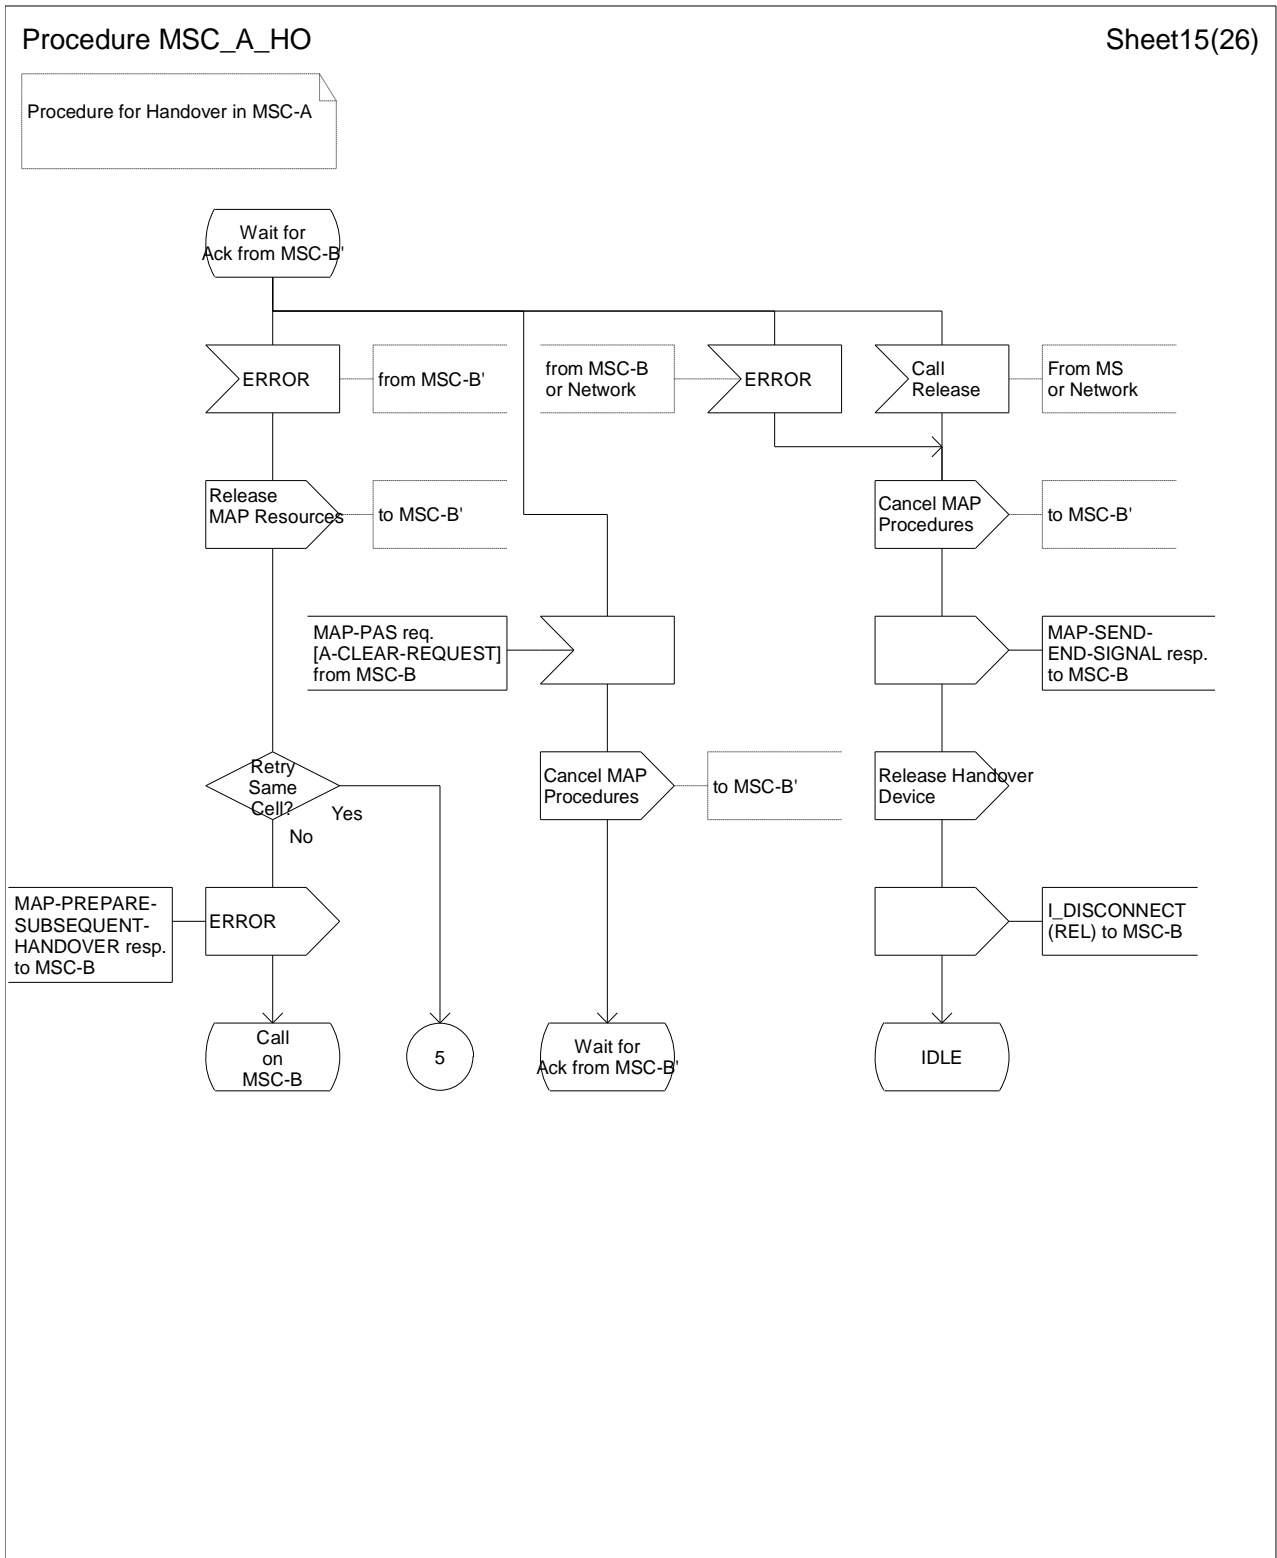 Procedure MSC_A_HO
Sheet15(26)
Procedure for Handover in MSC-A
Wait for
Ack from MSC-B'
ERROR
from MSC-B'
from MSC-B
or Network
ERROR
Call
Release
From MS
or Network
Release
MAP Resources
to MSC-B'
Cancel MAP
Procedures
to MSC-B'
MAP-PAS req.
[A-CLEAR-REQUEST]
from MSC-B
MAP-SEND-
END-SIGNAL resp.
to MSC-B
Retry
Same
Cell?
Yes
No
Cancel MAP
Procedures
to MSC-B'
Release Handover
Device
MAP-PREPARE-
SUBSEQUENT-
HANDOVER resp.
to MSC-B
ERROR
I_DISCONNECT
(REL) to MSC-B
Call
on
MSC-B
5
Wait for
Ack from MSC-B'
IDLE